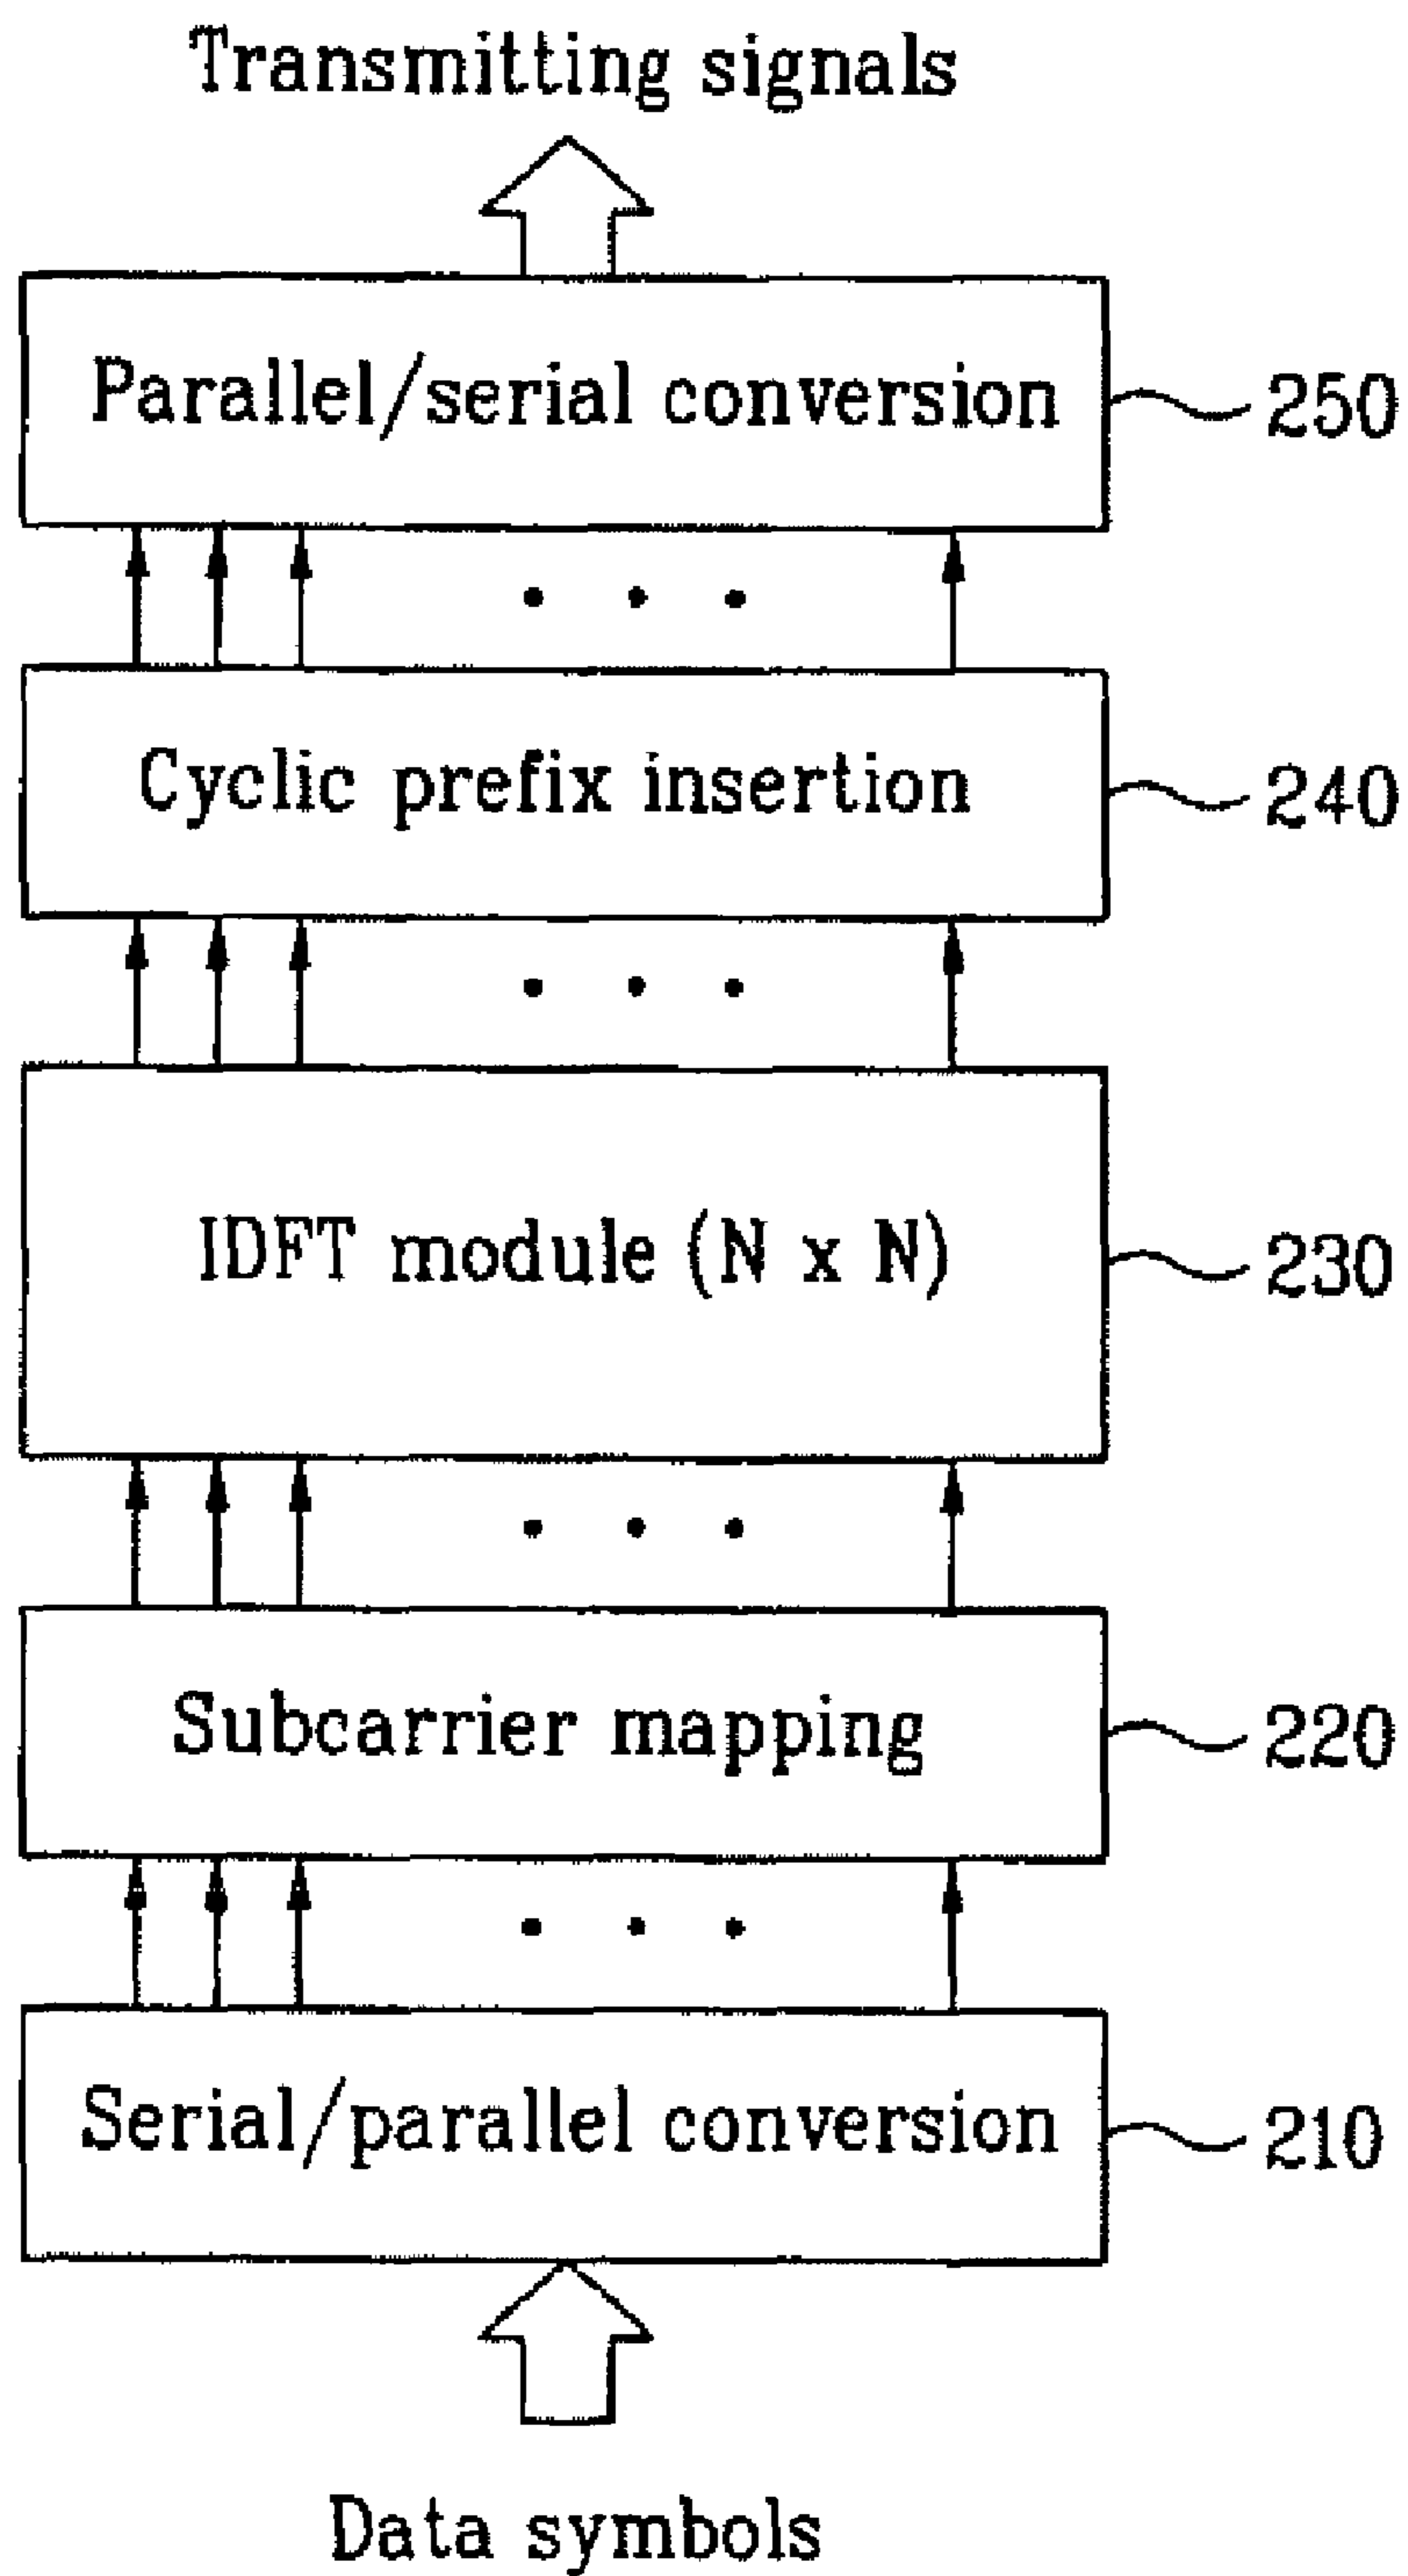 Transmitting signals
Parallel/serial conversion
250
Cyclic prefix insertion
240
IDFT module (N x N)
230
Subcarrier mapping
220
Serial/parallel conversion
210
Data symbols